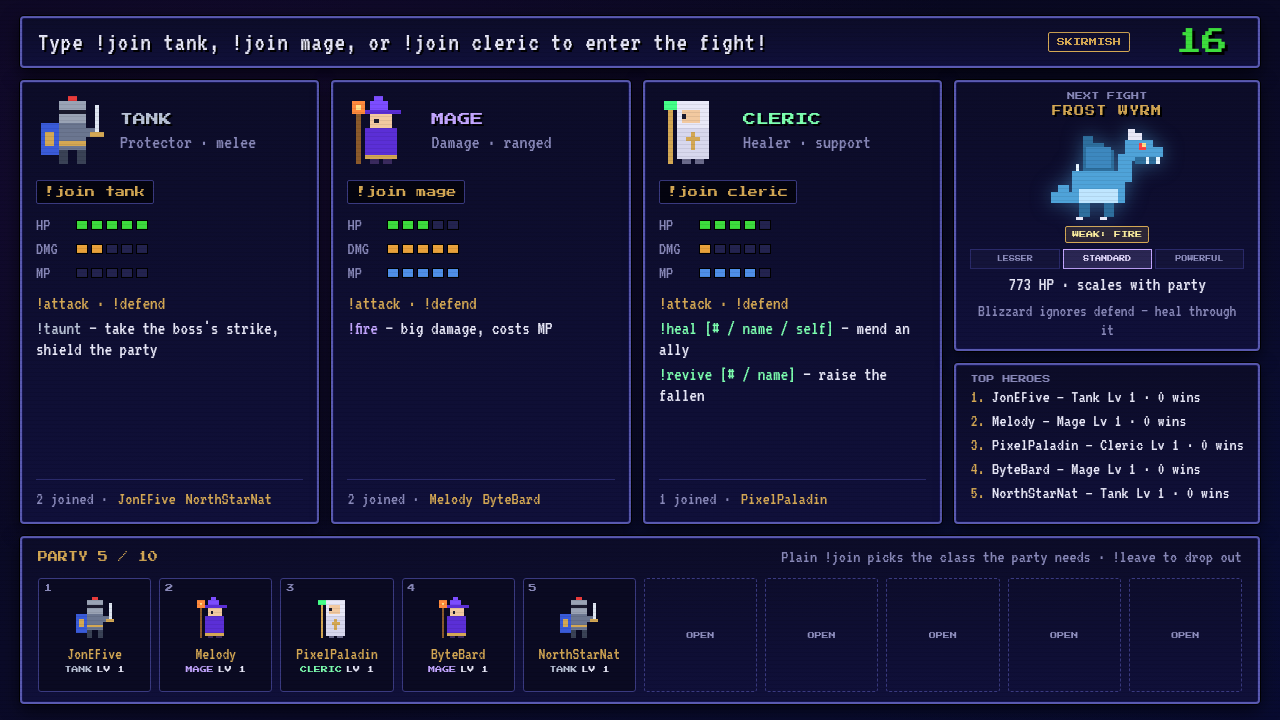 Type !join tank, !join mage, or !join cleric to enter the fight!
SKIRMISH
16
TANK
Protector · melee
!join tank
HP
DMG
MP
!attack · !defend
!taunt – take the boss's strike,
shield the party
2 joined · JonEFive NorthStarNat
MAGE
Damage · ranged
!join mage
HP
DMG
MP
!attack · !defend
!fire – big damage, costs MP
2 joined · Melody ByteBard
CLERIC
Healer · support
!join cleric
HP
DMG
MP
!attack · !defend
!heal [# / name / self] – mend an
ally
!revive [# / name] – raise the
fallen
1 joined · PixelPaladin
NEXT FIGHT
FROST WYRM
WEAK: FIRE
LESSER STANDARD POWERFUL
773 HP · scales with party
Blizzard ignores defend – heal through
it
TOP HEROES
1. JonEFive – Tank Lv 1 · 0 wins
2. Melody – Mage Lv 1 · 0 wins
3. PixelPaladin – Cleric Lv 1 · 0 wins
4. ByteBard – Mage Lv 1 · 0 wins
5. NorthStarNat – Tank Lv 1 · 0 wins
PARTY 5 / 10
Plain !join picks the class the party needs · !leave to drop out
1
JonEFive
TANK LV 1
2
Melody
MAGE LV 1
3
PixelPaladin
CLERIC LV 1
4
ByteBard
MAGE LV 1
5
NorthStarNat
TANK LV 1
OPEN
OPEN
OPEN
OPEN
OPEN